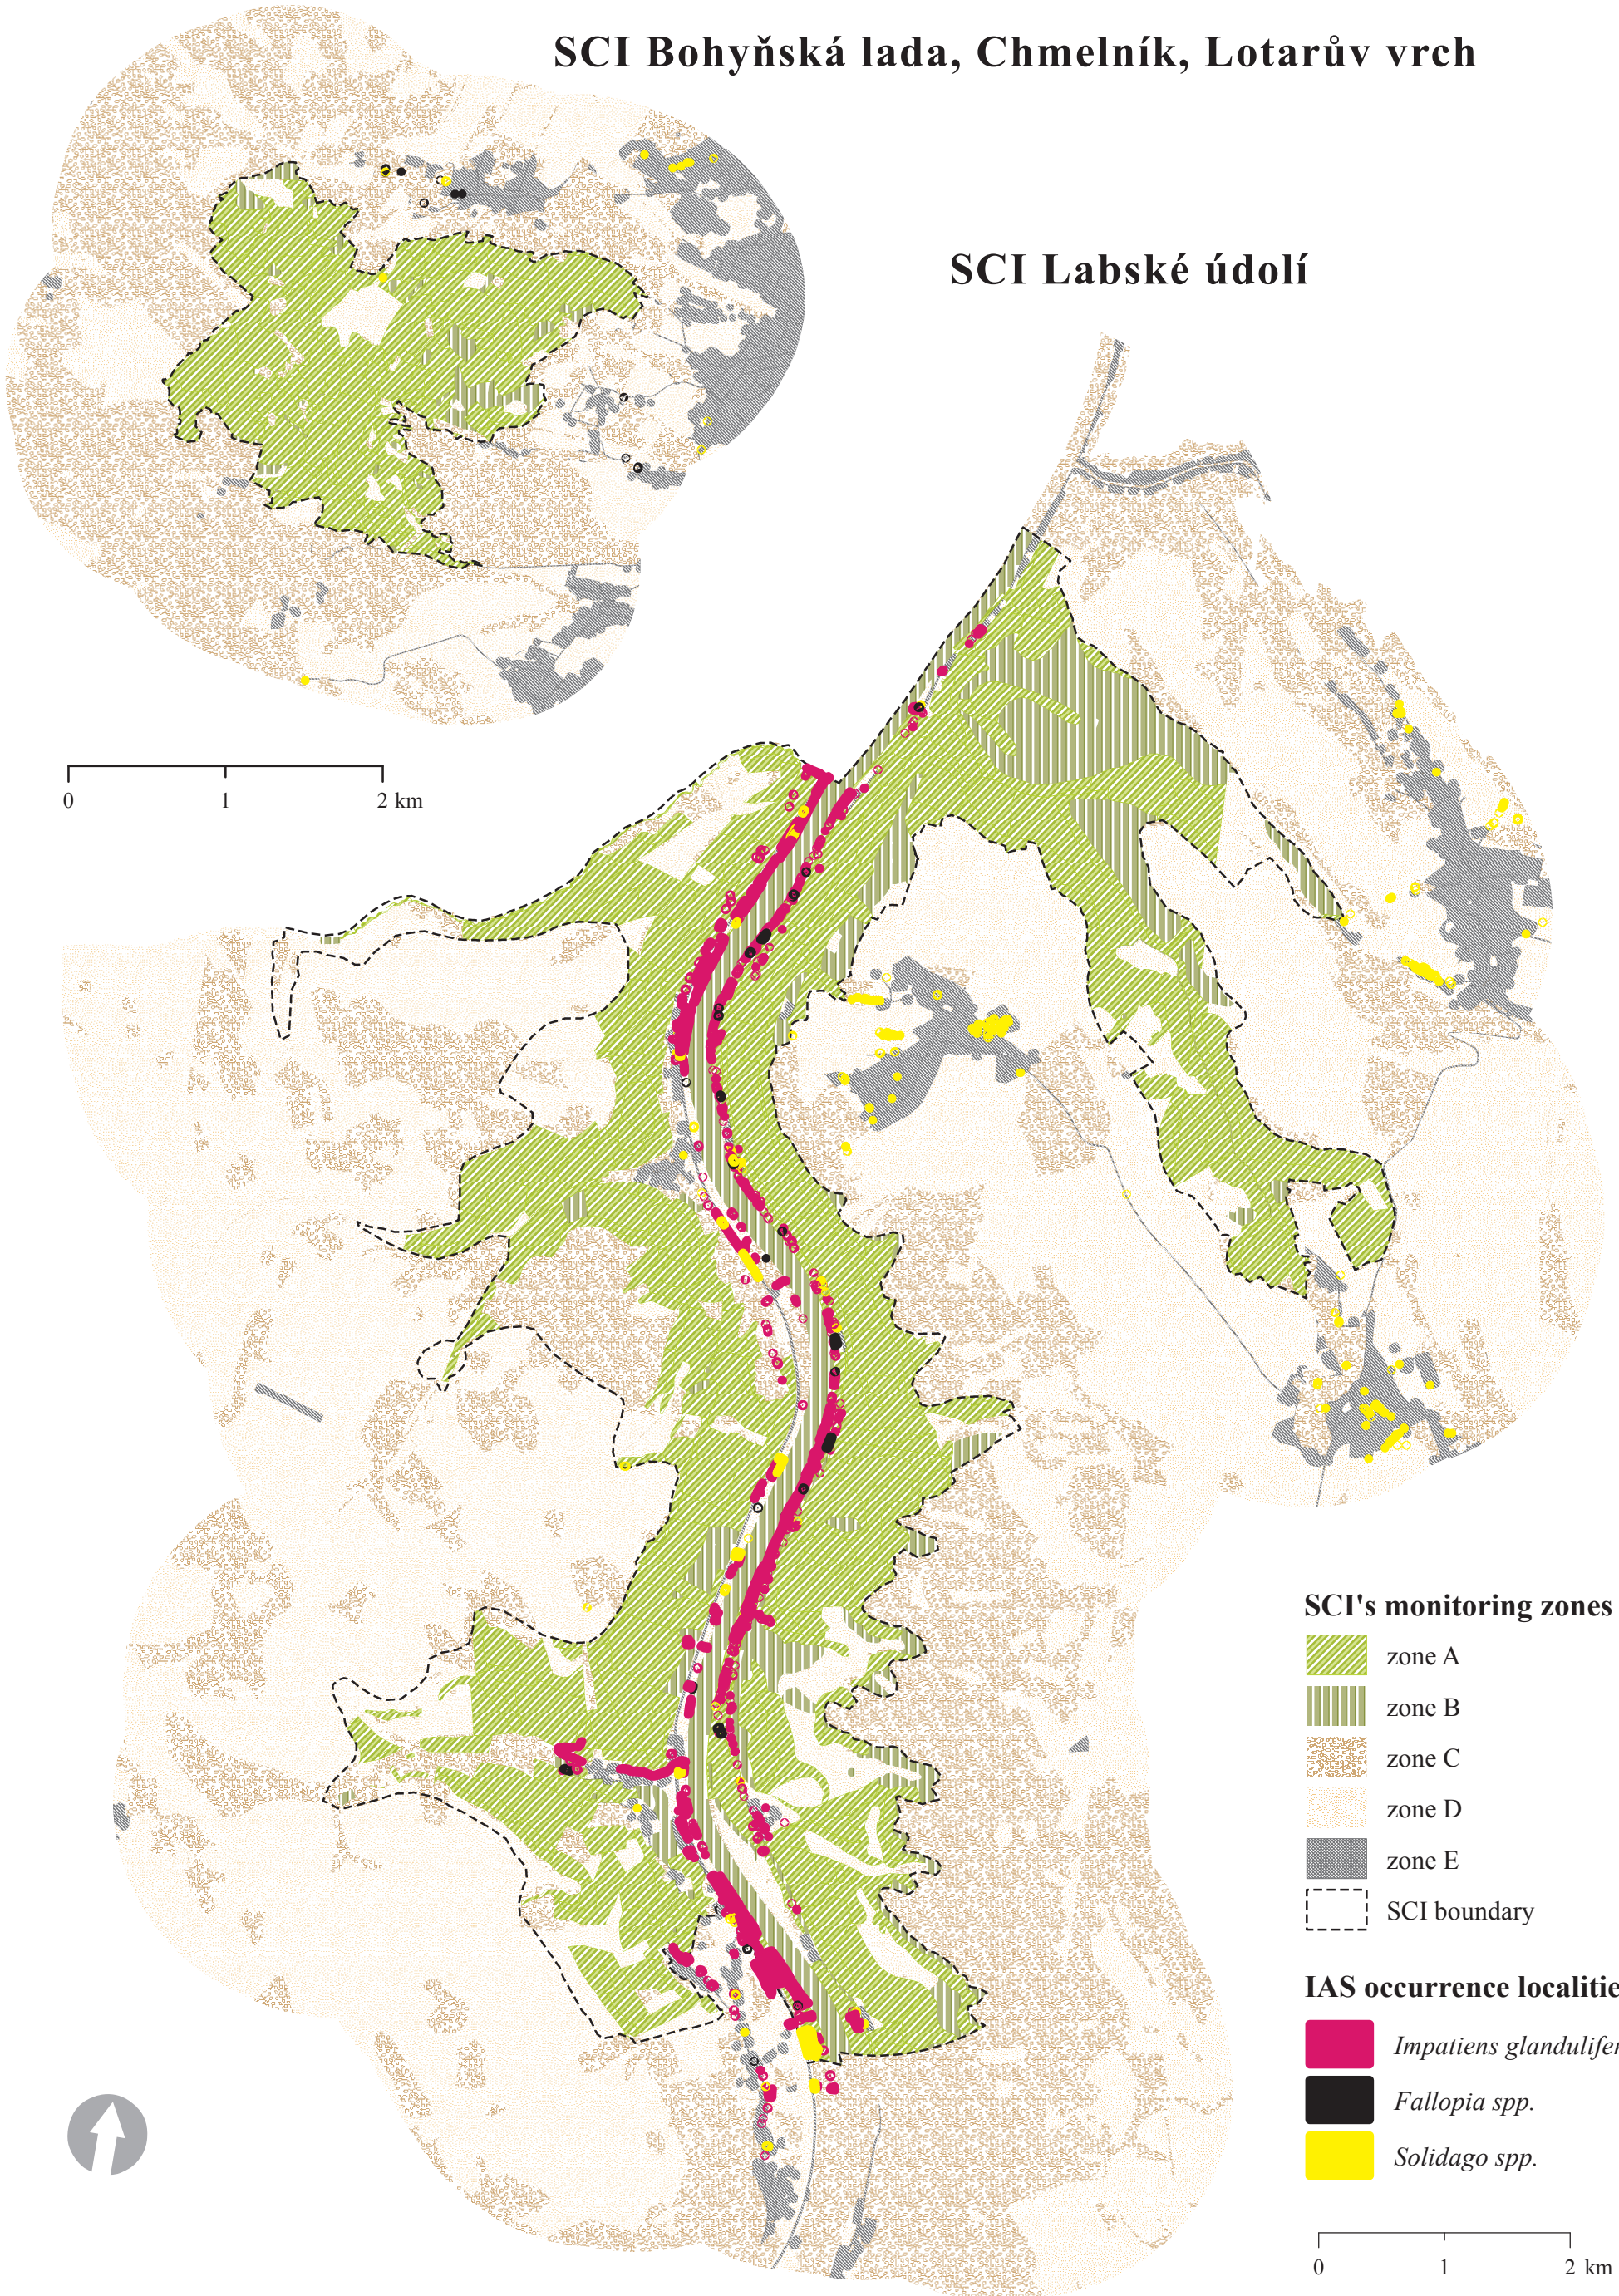 SCI Bohyňská lada, Chmelník, Lotarův vrch
SCI Labské údolí
0 1 2 km
SCI's monitoring zones
zone A
zone B
zone C
zone D
zone E
SCI boundary
IAS occurrence localitie
Impatiens glandulifer
Fallopia spp.
Solidago spp.
0 1 2 km